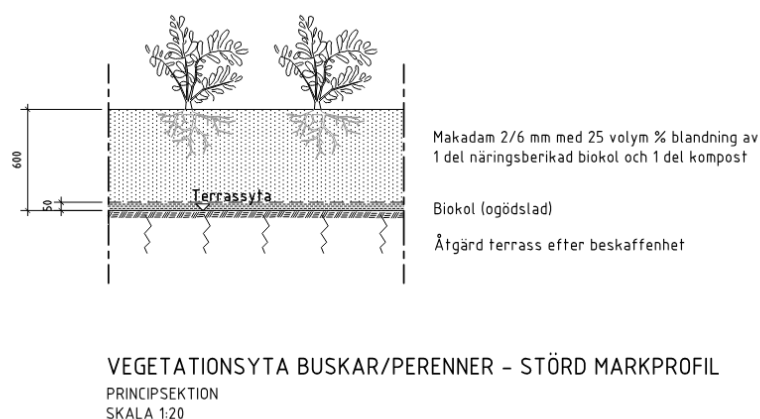 Makadam 2/6 mm med 25 volym % blandning av
1 del näringsberikad biokol och 1 del kompost
600
Terrassyta
50
Biokol (ogödslad)
Åtgärd terrass efter beskaffenhet
VEGETATIONSYTA BUSKAR/PERENNER - STÖRD MARKPROFIL
PRINCIPSEKTION
SKALA 1:20